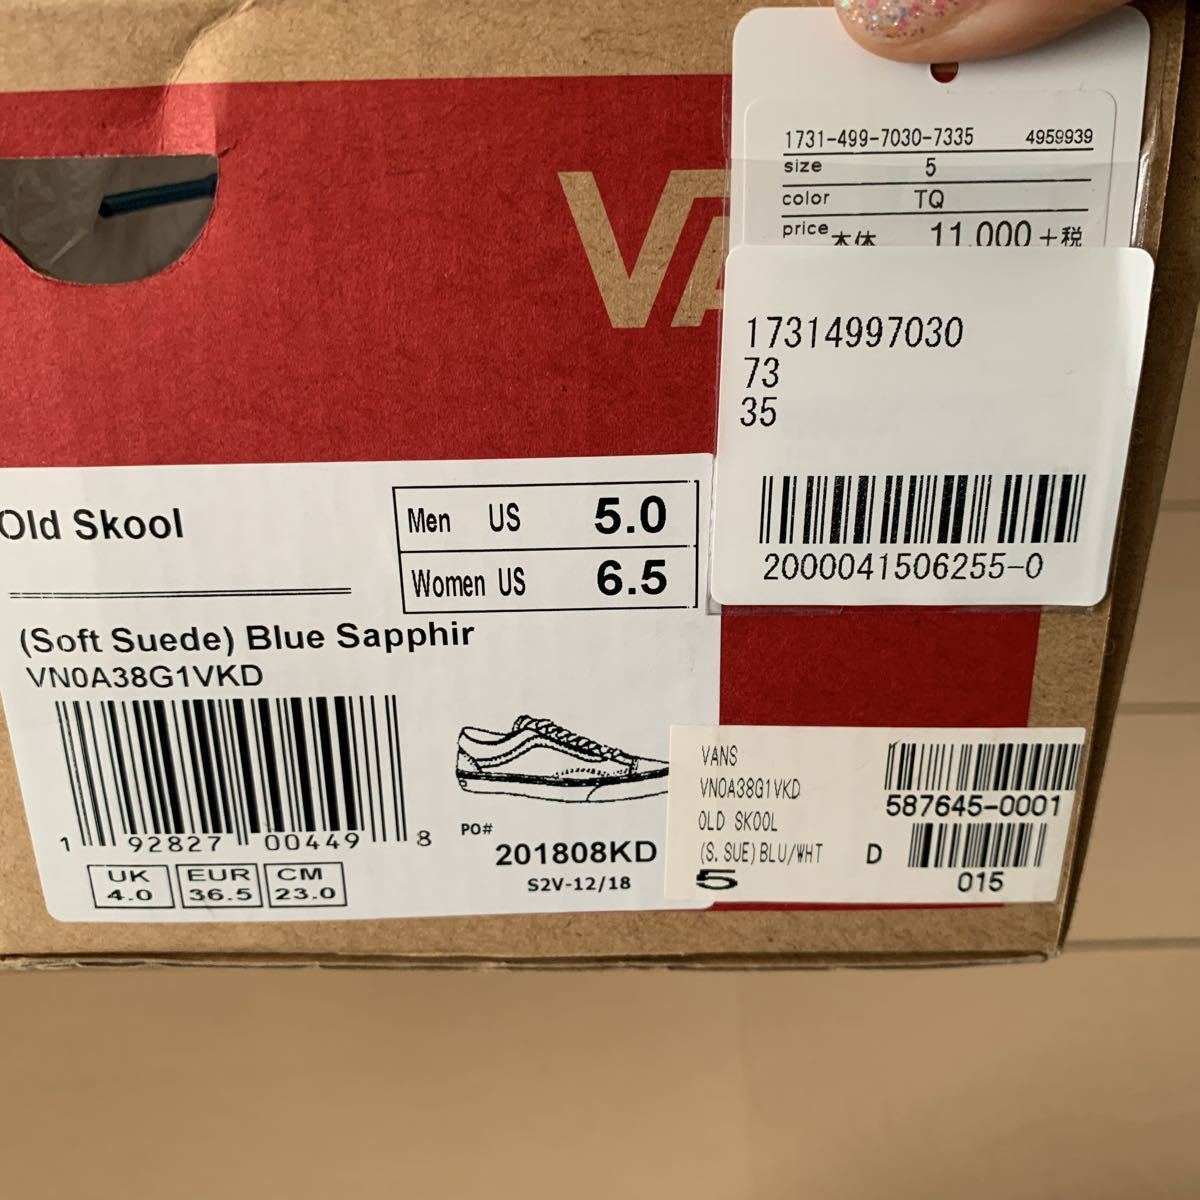 VA
1731-499-7030-7335 4959939
size 5
color TQ
price 本体 11,000+税
17314997030
73
35
2000041506255-0
Old Skool
Men US 5.0
Women US 6.5
(Soft Suede) Blue Sapphir
VN0A38G1VKD
1 92827 00449 8
UK 4.0
EUR 36.5
CM 23.0
PO#
201808KD
S2V-12/18
VANS
VN0A38G1VKD
OLD SKOOL
(S.SUE)BLU/WHT D
5
587645-0001
015